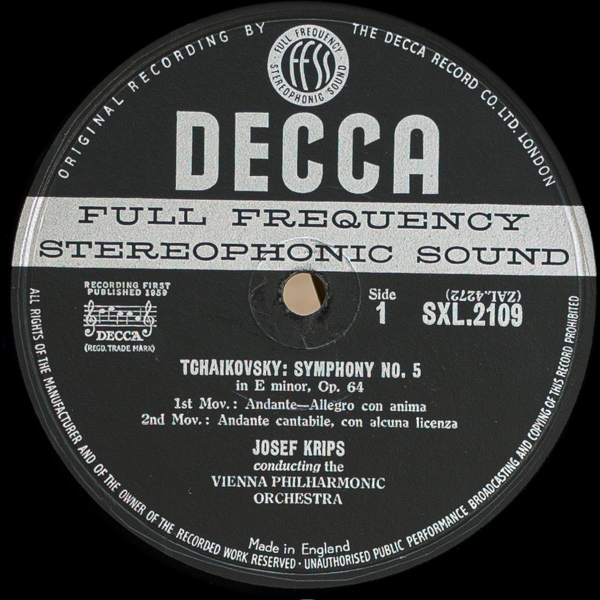 ORIGINAL RECORDING BY THE DECCA RECORD CO. LTD. LONDON
FULL FREQUENCY
ffss
STEREOPHONIC SOUND
DECCA
FULL FREQUENCY
STEREOPHONIC SOUND
RECORDING FIRST
PUBLISHED 1959
DECCA
(REGD. TRADE MARK)
Side
1
(ZAL.4272)
SXL.2109
TCHAIKOVSKY: SYMPHONY NO. 5
in E minor, Op. 64
1st Mov.: Andante—Allegro con anima
2nd Mov.: Andante cantabile, con alcuna licenza
JOSEF KRIPS
conducting the
VIENNA PHILHARMONIC
ORCHESTRA
Made in England
ALL RIGHTS OF THE MANUFACTURER AND OF THE OWNER OF THE RECORDED WORK RESERVED · UNAUTHORISED PUBLIC PERFORMANCE BROADCASTING AND COPYING OF THIS RECORD PROHIBITED